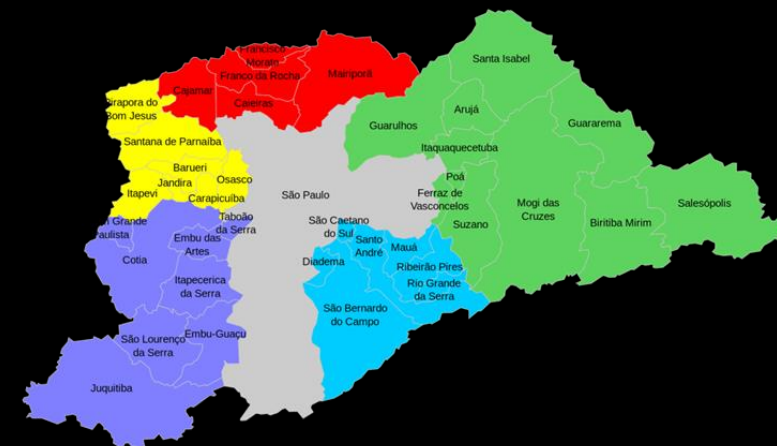 Francisco
Morato
Franco da Rocha
Mairiporã
Cajamar
Caieiras
Santa Isabel
Arujá
Guarulhos
Guararema
Itaquaquecetuba
Pirapora do
Bom Jesus
Santana de Parnaíba
Barueri
Jandira
Osasco
Itapevi
Carapicuíba
São Paulo
Poá
Ferraz de
Vasconcelos
Suzano
Mogi das
Cruzes
Biritiba Mirim
Salesópolis
Grande
Paulista
Taboão
da Serra
Cotia
Embu das
Artes
Itapecerica
da Serra
São Lourenço
da Serra
Embu-Guaçu
Juquitiba
São Caetano
do Sul
Santo
André
Mauá
Diadema
Ribeirão Pires
Rio Grande
da Serra
São Bernardo
do Campo